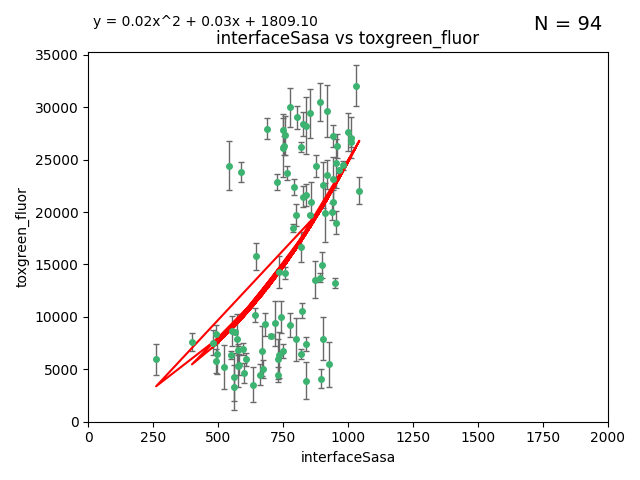 y = 0.02x^2 + 0.03x + 1809.10
N = 94
interfaceSasa vs toxgreen_fluor
35000
30000
25000
20000
15000
10000
5000
0
toxgreen_fluor
0 250 500 750 1000 1250 1500 1750 2000
interfaceSasa